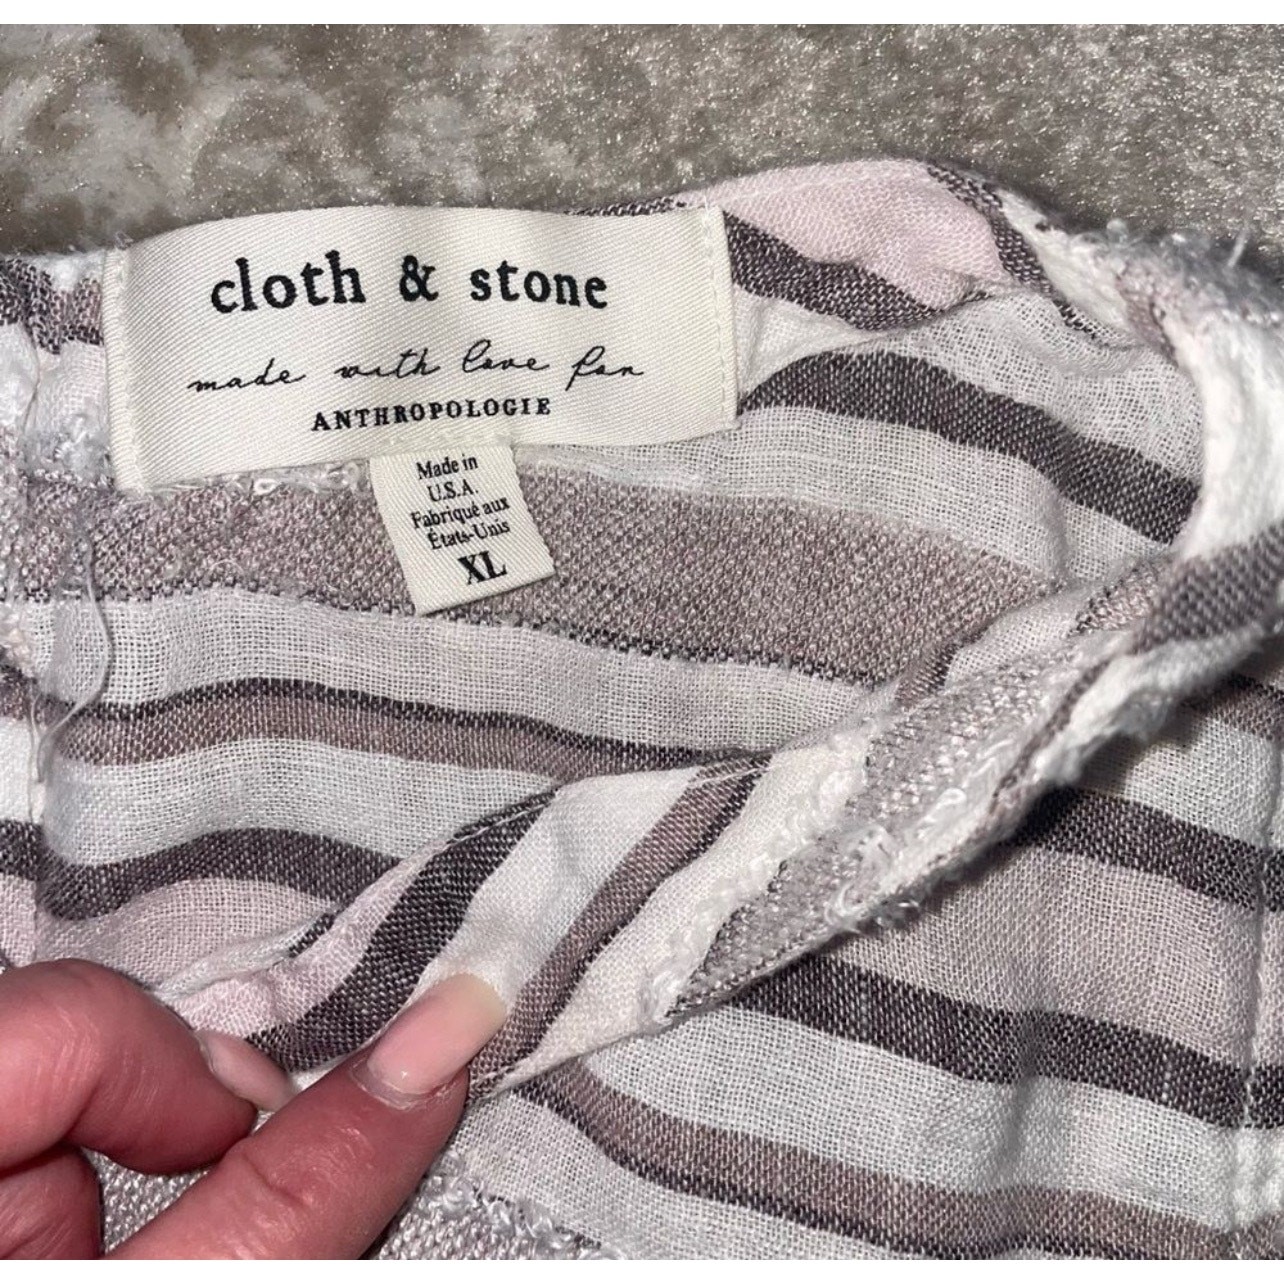 cloth & stone
made with love for
ANTHROPOLOGIE
Made in
U.S.A.
Fabriqué aux
États-Unis
XL